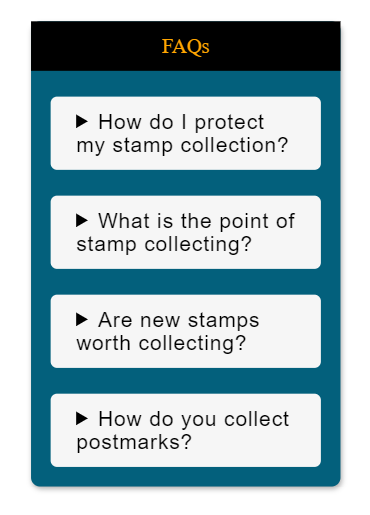 FAQs
How do I protect
my stamp collection?
What is the point of
stamp collecting?
Are new stamps
worth collecting?
How do you collect
postmarks?